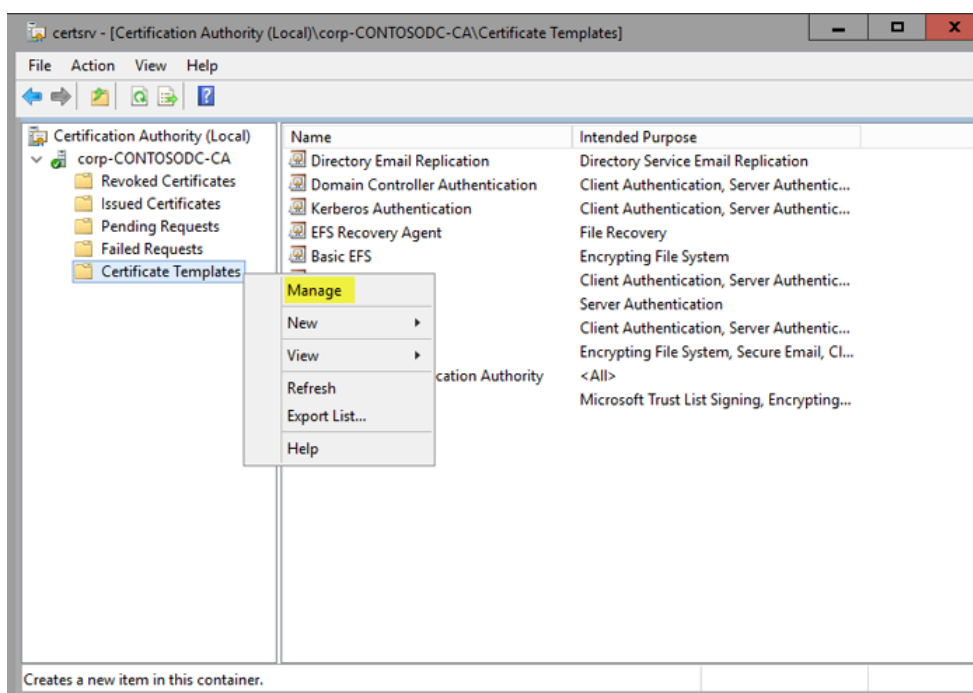 certsrv - [Certification Authority (Local)\corp-CONTOSODC-CA\Certificate Templates]
File Action View Help
Certification Authority (Local)
corp-CONTOSODC-CA
Revoked Certificates
Issued Certificates
Pending Requests
Failed Requests
Certificate Templates
Name Intended Purpose
Directory Email Replication Directory Service Email Replication
Domain Controller Authentication Client Authentication, Server Authentic...
Kerberos Authentication Client Authentication, Server Authentic...
EFS Recovery Agent File Recovery
Basic EFS Encrypting File System
Client Authentication, Server Authentic...
Server Authentication
Client Authentication, Server Authentic...
Encrypting File System, Secure Email, Cl...
cation Authority <All>
Microsoft Trust List Signing, Encrypting...
Manage
New
View
Refresh
Export List...
Help
Creates a new item in this container.